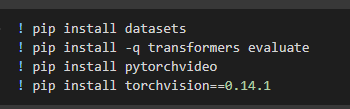 ! pip install datasets
! pip install -q transformers evaluate
! pip install pytorchvideo
! pip install torchvision==0.14.1